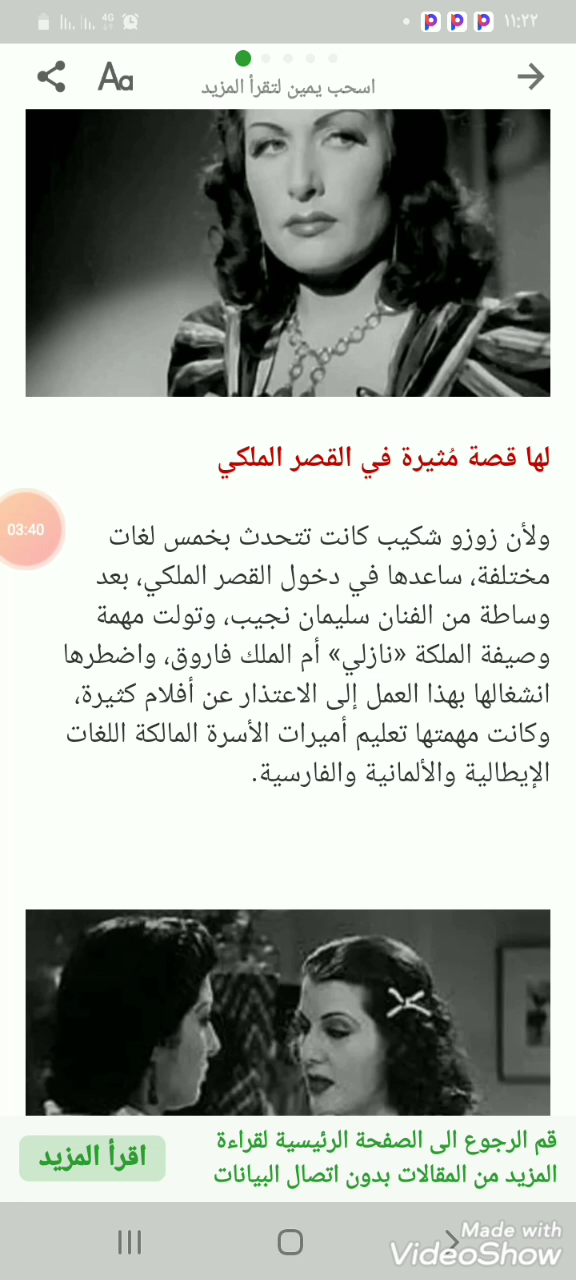 ١١:٢٢
4G
اسحب يمين لتقرأ المزيد
Aa
لها قصة مُثيرة في القصر الملكي
03:40
ولأن زوزو شكيب كانت تتحدث بخمس لغات
مختلفة، ساعدها في دخول القصر الملكي، بعد
وساطة من الفنان سليمان نجيب، وتولت مهمة
وصيفة الملكة «نازلي» أم الملك فاروق، واضطرها
انشغالها بهذا العمل إلى الاعتذار عن أفلام كثيرة،
وكانت مهمتها تعليم أميرات الأسرة المالكة اللغات
الإيطالية والألمانية والفارسية.
قم الرجوع الى الصفحة الرئيسية لقراءة
المزيد من المقالات بدون اتصال البيانات
اقرأ المزيد
Made with
VideoShow